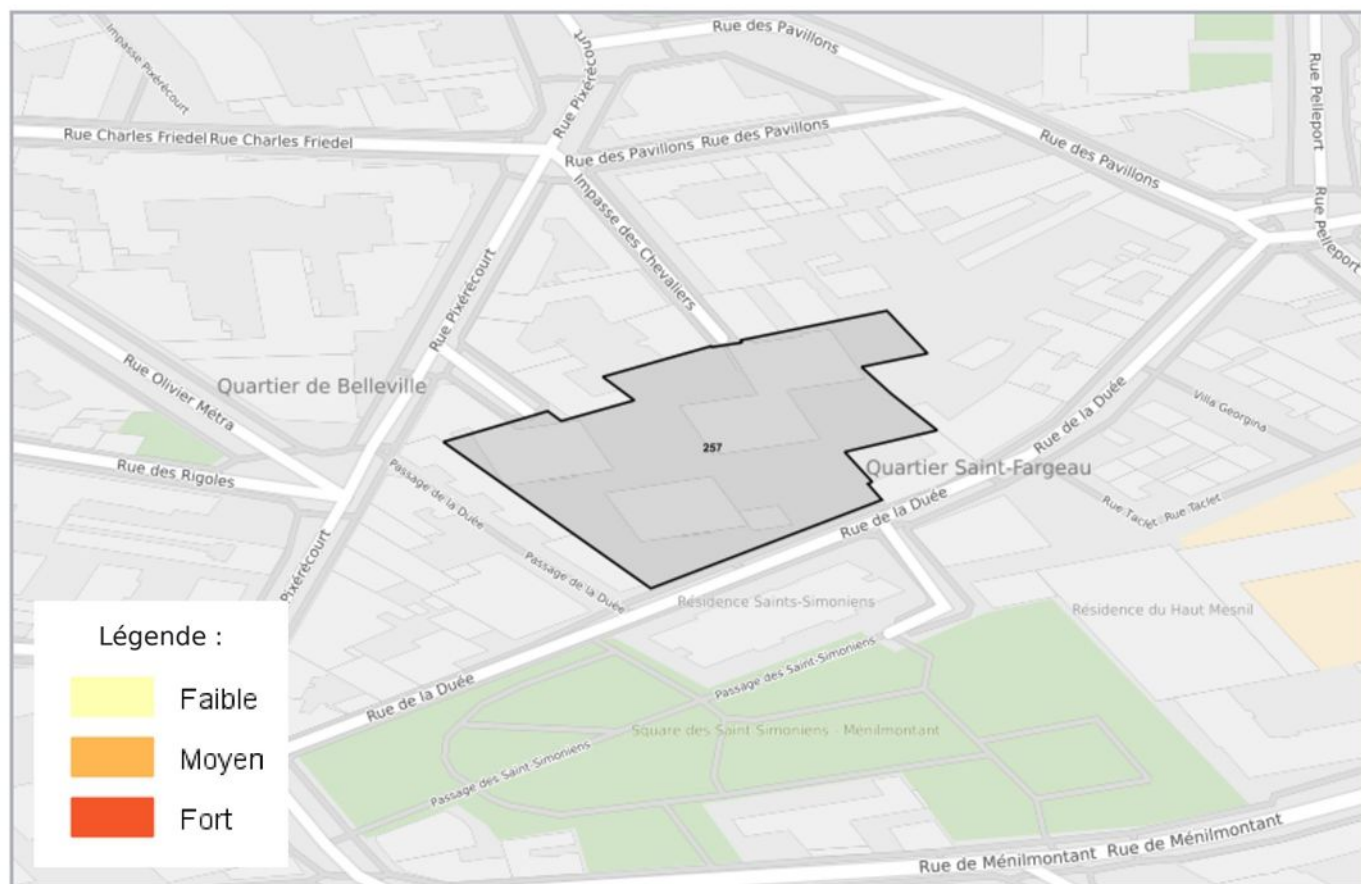 Rue des Pavillons
Impasse Pixérécourt
Rue Pixérécourt
Rue Pelleport
Rue Charles Friedel Rue Charles Friedel
Rue des Pavillons Rue des Pavillons
Rue des Pavillons
Impasse des Chevaliers
Rue Pelleport
Rue Pixérécourt
Rue Olivier Métra
Quartier de Belleville
Rue de la Duée
Villa Georgina
257
Quartier Saint-Fargeau
Rue des Rigoles
Passage de la Duée
Rue de la Duée
Rue Taclet Rue Taclet
Pixérécourt
Passage de la Duée
Résidence Saints-Simoniens
Résidence du Haut Mesnil
Légende :
Faible
Moyen
Fort
Rue de la Duée
Passage des Saint-Simoniens
Square des Saint Simoniens - Ménilmontant
Passage des Saint-Simoniens
Rue de Ménilmontant Rue de Ménilmontant